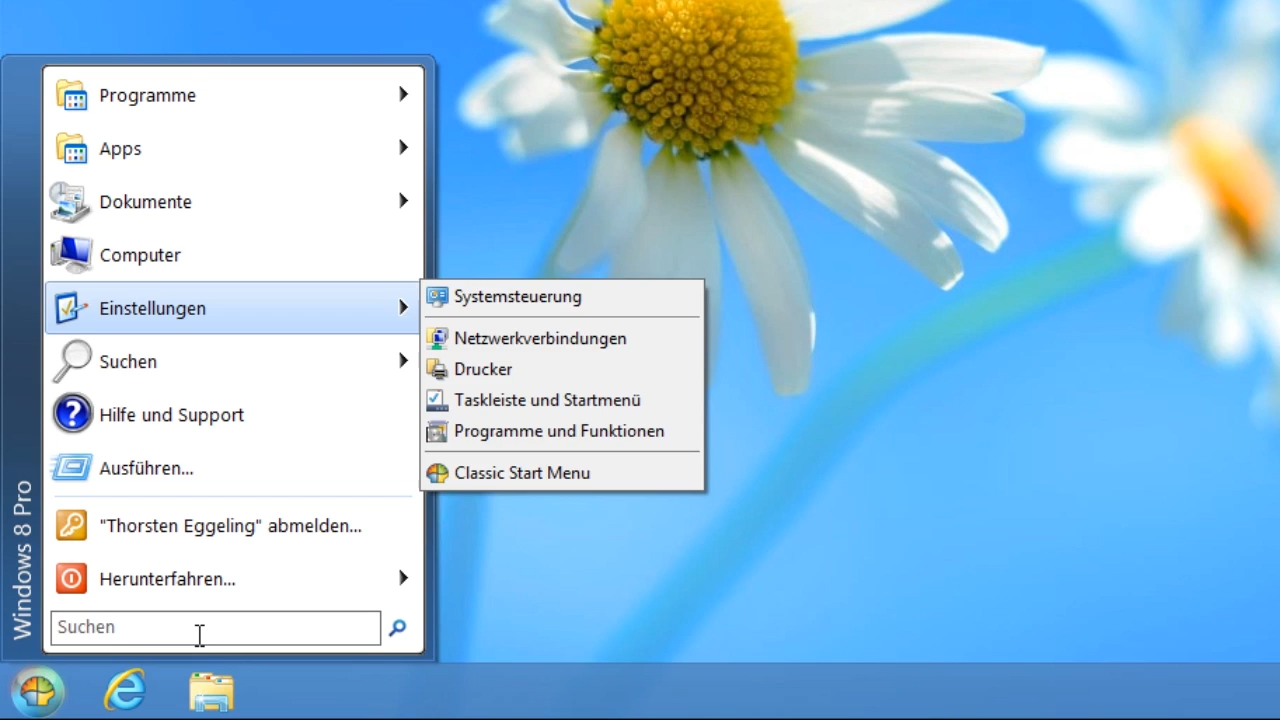 Programme
Apps
Dokumente
Computer
Einstellungen
Suchen
Hilfe und Support
Ausführen...
"Thorsten Eggeling" abmelden...
Herunterfahren...
Suchen
Windows 8 Pro
Systemsteuerung
Netzwerkverbindungen
Drucker
Taskleiste und Startmenü
Programme und Funktionen
Classic Start Menu